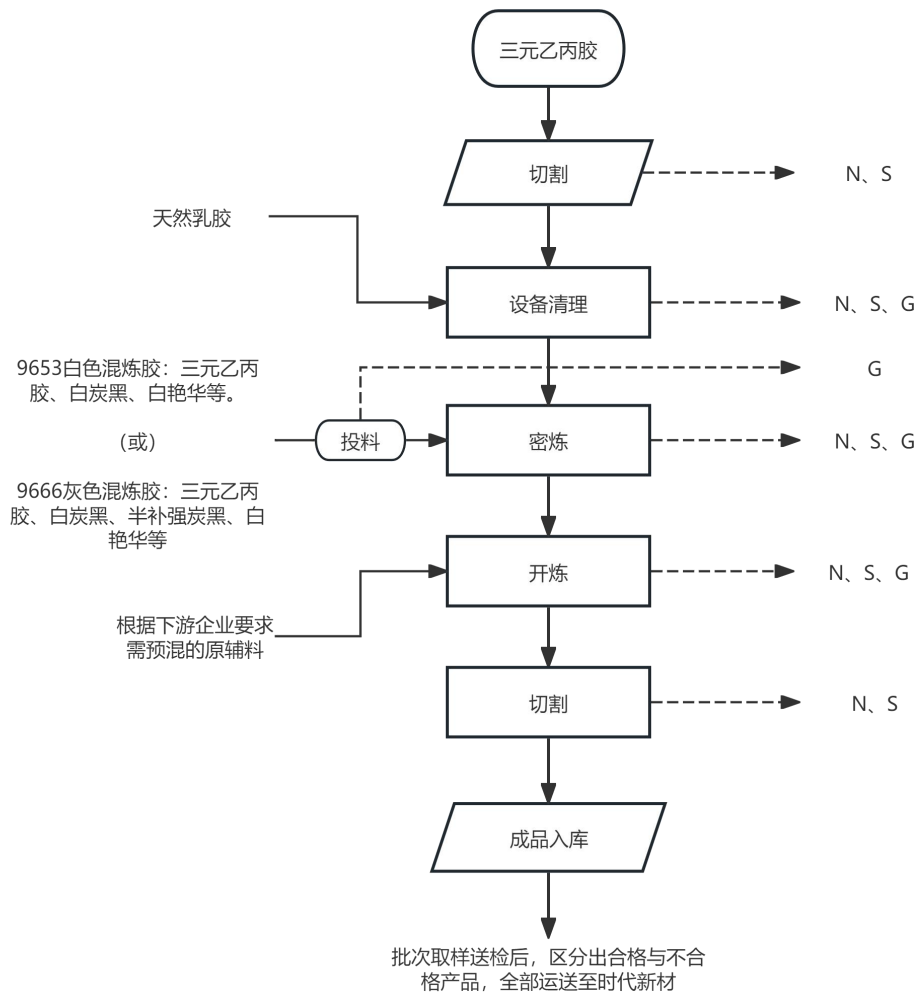 三元乙丙胶
切割
N、S
天然乳胶
设备清理
N、S、G
9653白色混炼胶：三元乙丙
胶、白炭黑、白艳华等。
G
（或）
投料
密炼
N、S、G
9666灰色混炼胶：三元乙丙
胶、白炭黑、半补强炭黑、白
艳华等
开炼
N、S、G
根据下游企业要求
需预混的原辅料
切割
N、S
成品入库
批次取样送检后，区分出合格与不合
格产品，全部运送至时代新材